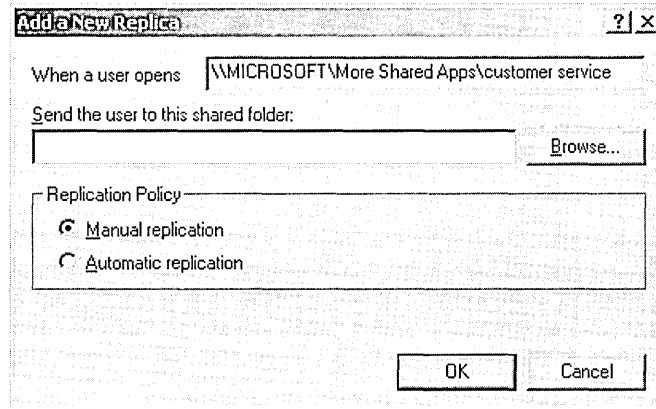 Add a New Replica ? ×
When a user opens \\MICROSOFT\More Shared Apps\customer service
Send the user to this shared folder:
Browse...
Replication Policy
Manual replication
Automatic replication
OK Cancel